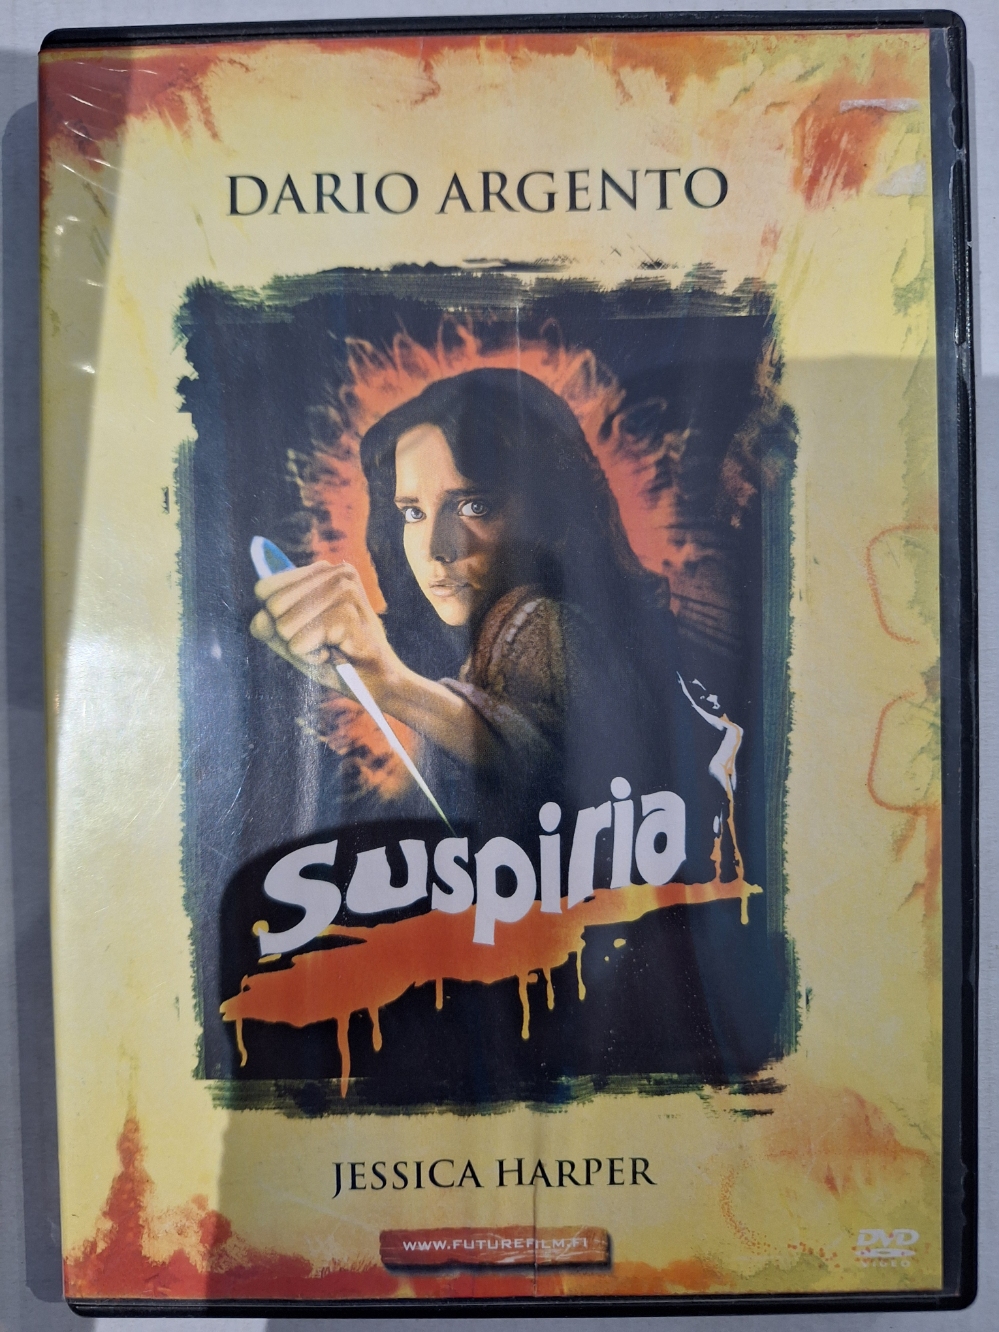 DARIO ARGENTO
Suspiria
JESSICA HARPER
WWW.FUTUREFILM.FI
DVD
VIDEO